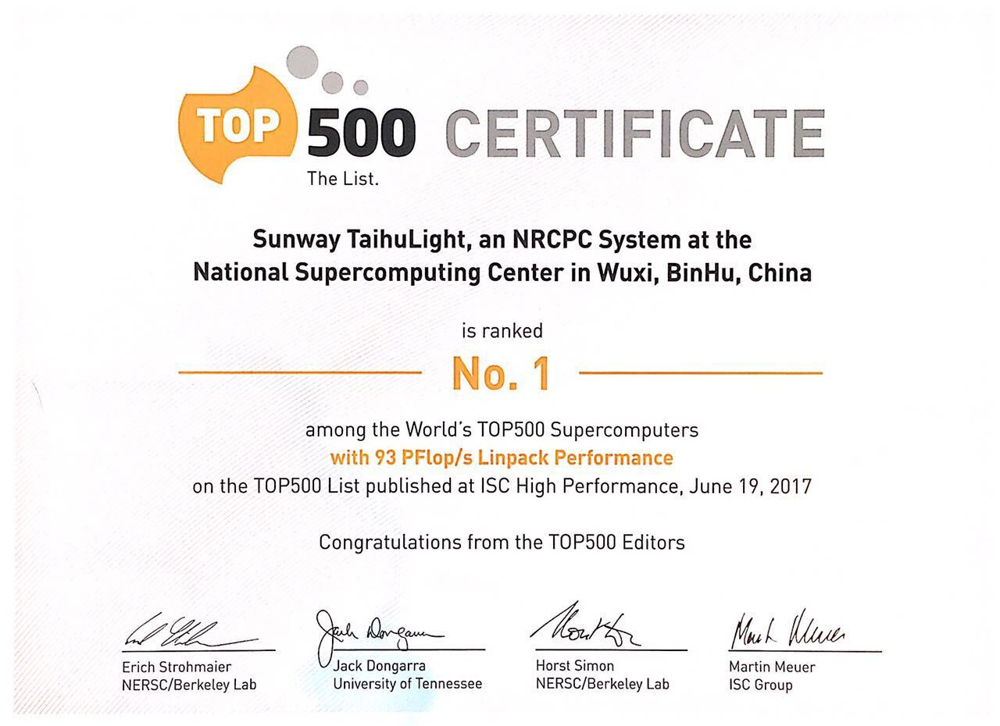 TOP 500 CERTIFICATE
The List.
Sunway TaihuLight, an NRCPC System at the
National Supercomputing Center in Wuxi, BinHu, China
is ranked
No. 1
among the World's TOP500 Supercomputers
with 93 PFlop/s Linpack Performance
on the TOP500 List published at ISC High Performance, June 19, 2017
Congratulations from the TOP500 Editors
Jack Dongarra
Erich Strohmaier Jack Dongarra Horst Simon Martin Meuer
NERSC/Berkeley Lab University of Tennessee NERSC/Berkeley Lab ISC Group